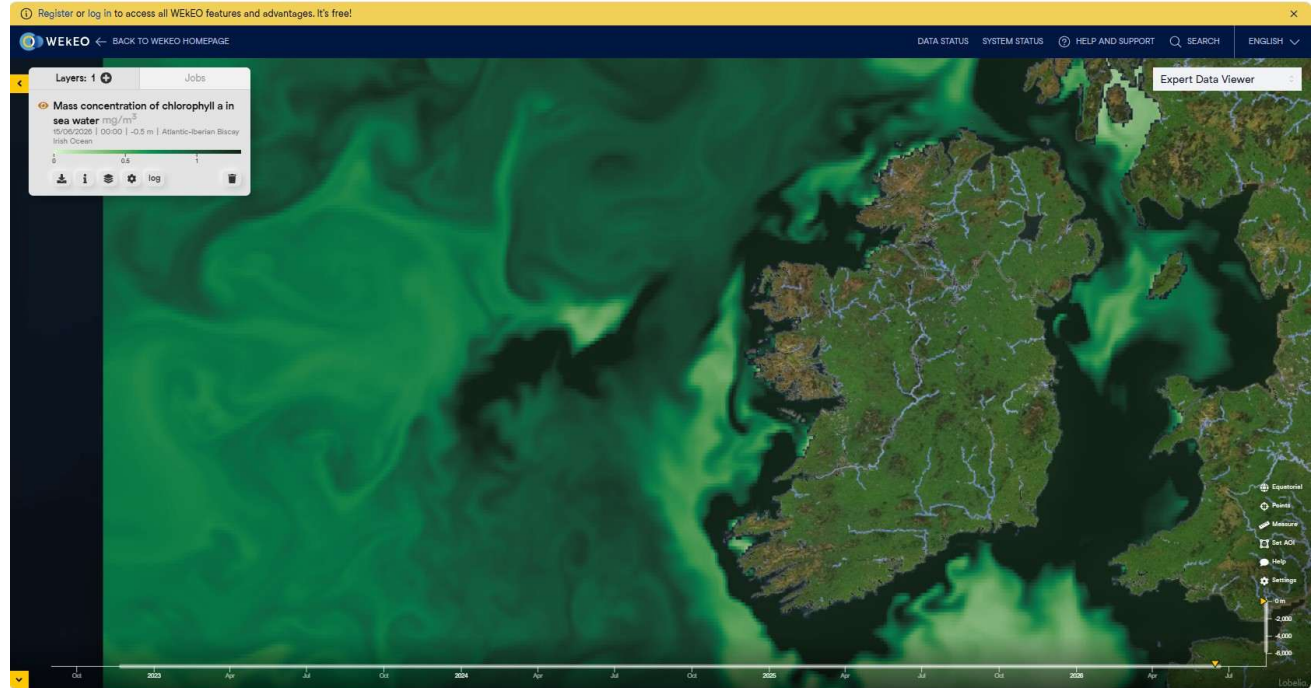 Register or log in to access all WEkEO features and advantages. It's free!
WEkEO ← BACK TO WEKEO HOMEPAGE
DATA STATUS SYSTEM STATUS HELP AND SUPPORT SEARCH ENGLISH
Layers: 1
Jobs
Expert Data Viewer
Mass concentration of chlorophyll a in
sea water mg/m³
15/06/2026 | 00:00 | -0.5 m | Atlantic-Iberian Biscay
Irish Ocean
0 0.5 1
log
Equatorial
Points
Measure
Set AOI
Help
Settings
0 m
-2,000
-4,000
-6,000
Oct 2023 Apr Jul Oct 2024 Apr Jul Oct 2025 Apr Jul Oct 2026 Apr Jul
Lobelia